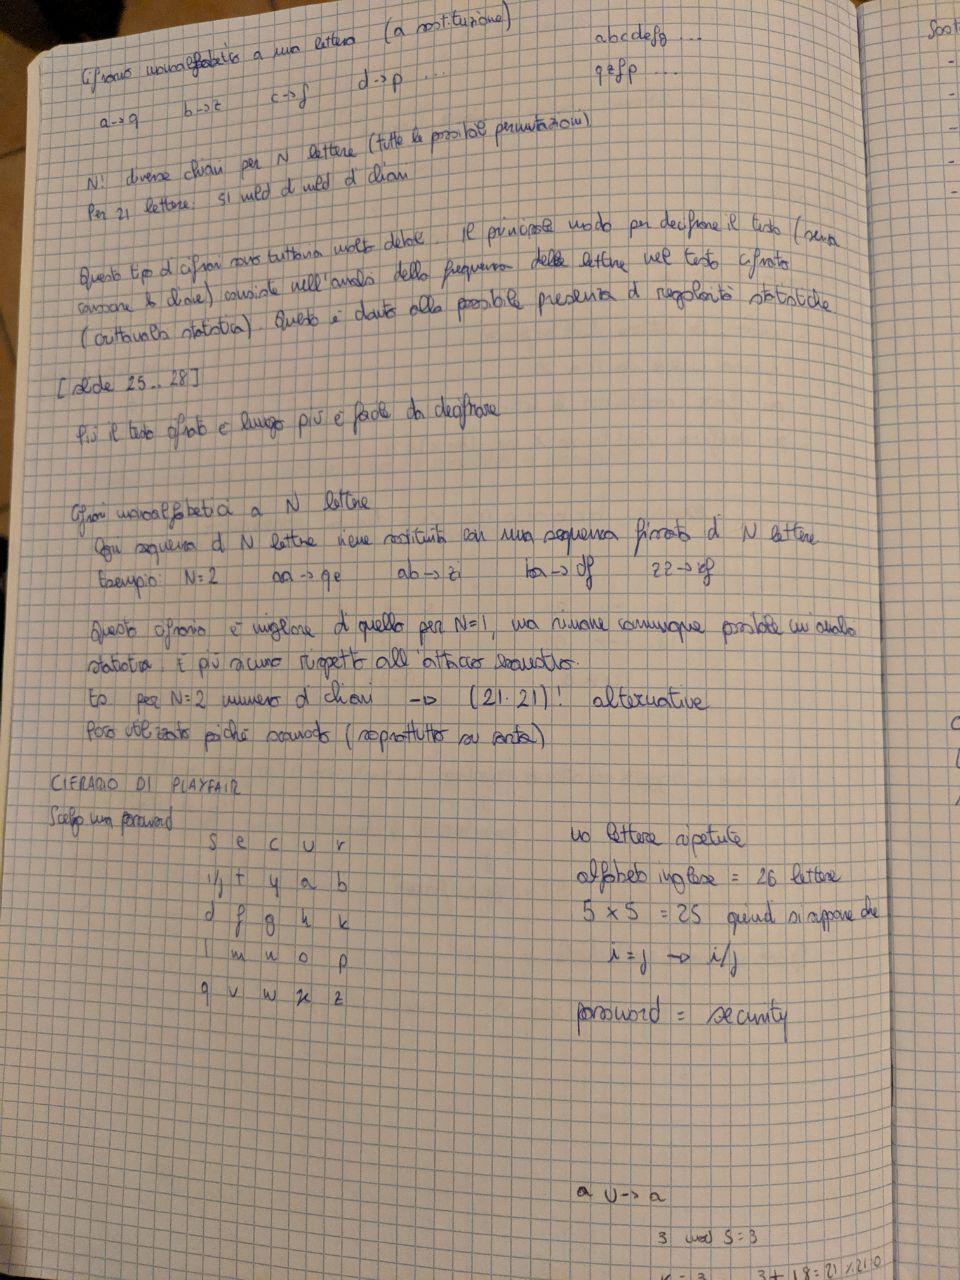 Cifrario monoalfabetico a una lettera (a sostituzione)
abcdefg ...
qzfp ...
a→q b→z c→f d→p ...
N! diverse chiavi per N lettere (tutte le possibili permutazioni)
Per 21 lettere: 51 mld di mld di chiavi
Questo tipo di cifrari sono tuttavia molto deboli. Il principale modo per decifrare il testo (senza
conoscere la chiave) consiste nell'analisi della frequenza delle lettere nel testo cifrato
(crittoanalisi statistica). Questo è dovuto alla possibile presenza di regolarità statistiche
[slide 25..28]
Più il testo cifrato è lungo più è facile da decifrare
Cifrari monoalfabetici a N lettere
Ogni sequenza di N lettere viene sostituita con una sequenza fissata di N lettere
Esempio: N=2 aa→qe ab→zi ba→df zz→xf
Questo cifrario è migliore di quello per N=1, ma rimane comunque possibile un'analisi
statistica. È più sicuro rispetto all'attacco esaustivo.
Es per N=2 numero di chiavi → (21·21)! alternative
Poco utilizzato poiché scomodo (soprattutto su carta)
CIFRARIO DI PLAYFAIR
Scelgo una password
s e c u r
i/j t y a b
d f g h k
l m n o p
q v w x z
no lettere ripetute
alfabeto inglese = 26 lettere
5 × 5 = 25 quindi si suppone che
i=j → i/j
password = security
a u→a
3 mod 5=3
3+18=21%21=0